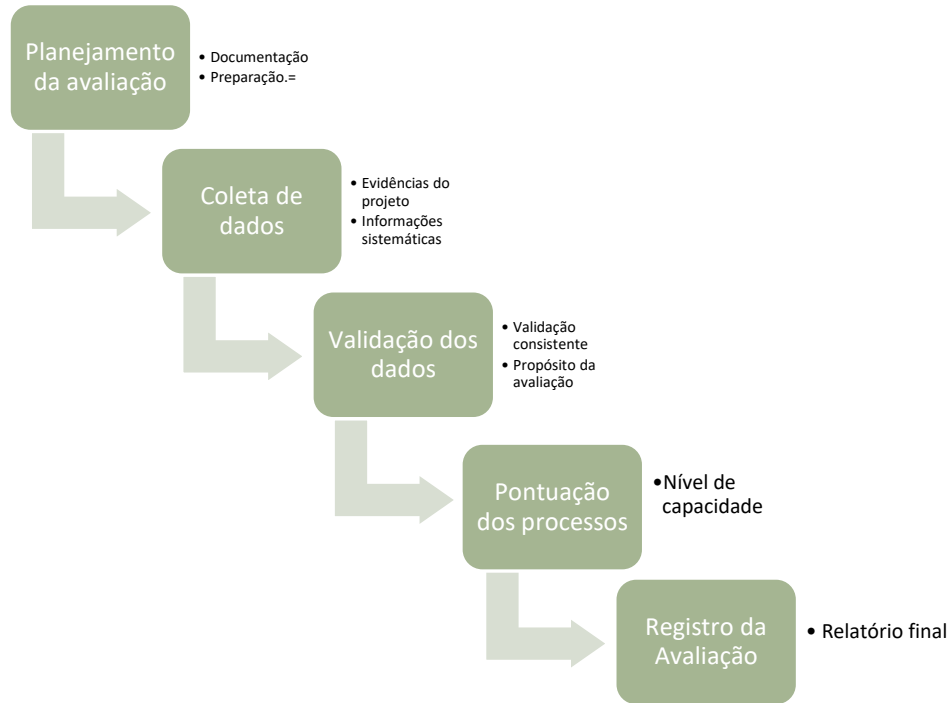 Planejamento
da avaliação
• Documentação
• Preparação.=
Coleta de
dados
• Evidências do
projeto
• Informações
sistemáticas
Validação dos
dados
• Validação
consistente
• Propósito da
avaliação
Pontuação
dos processos
•Nível de
capacidade
Registro da
Avaliação
• Relatório final